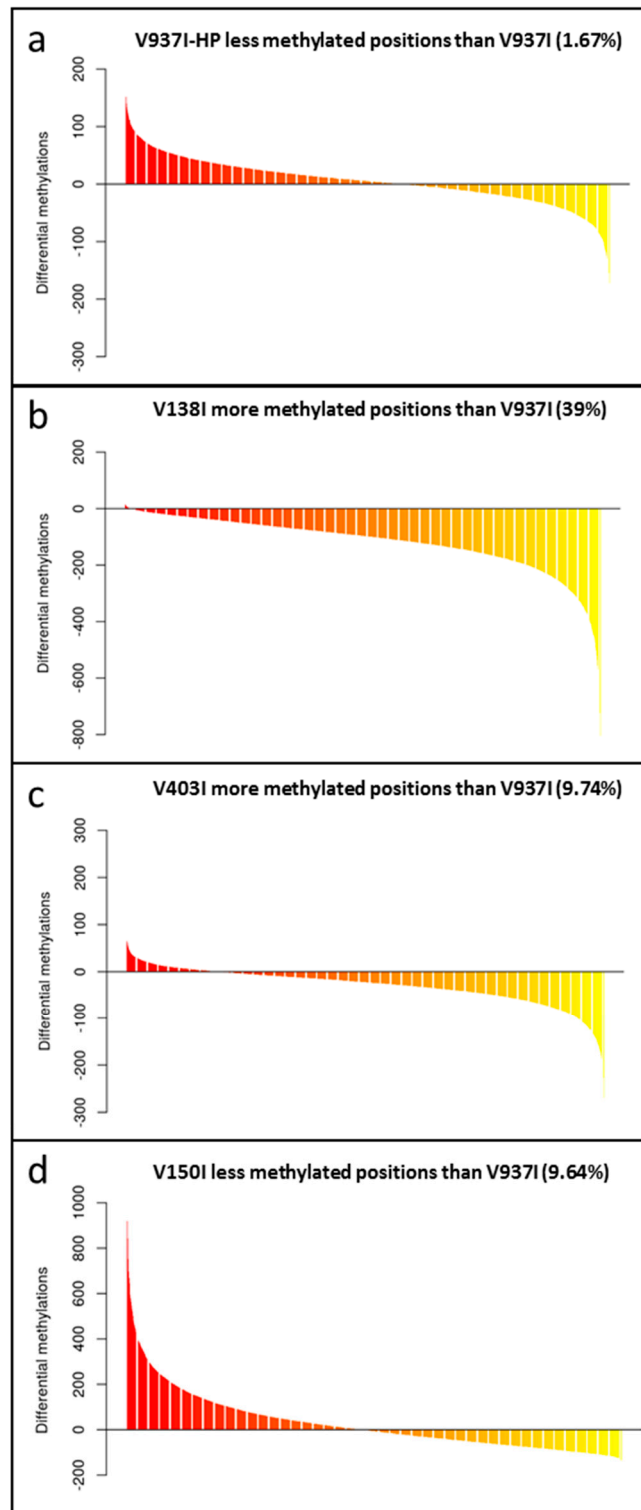 a
V937I-HP less methylated positions than V937I (1.67%)
Differential methylations
200
100
0
-100
-200
-300
b
V138I more methylated positions than V937I (39%)
Differential methylations
200
0
-200
-400
-600
-800
c
V403I more methylated positions than V937I (9.74%)
Differential methylations
300
200
100
0
-100
-200
-300
d
V150I less methylated positions than V937I (9.64%)
Differential methylations
1000
800
600
400
200
0
-200